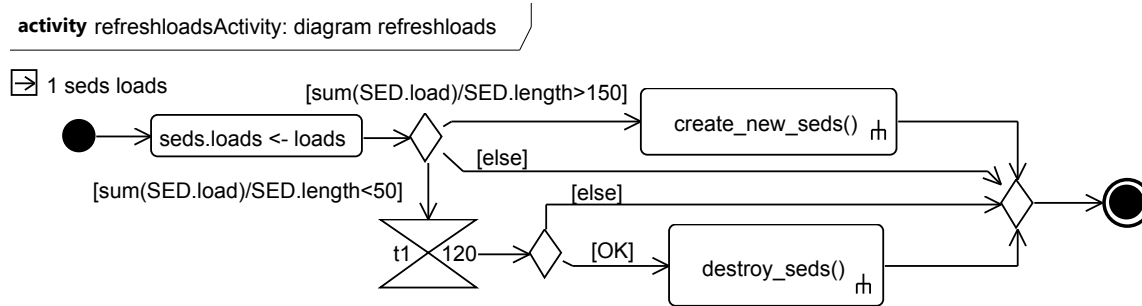 activity refreshloadsActivity: diagram refreshloads
1 seds loads
[sum(SED.load)/SED.length>150]
create_new_seds()
seds.loads <- loads
[else]
[sum(SED.load)/SED.length<50]
[else]
t1 120
[OK]
destroy_seds()